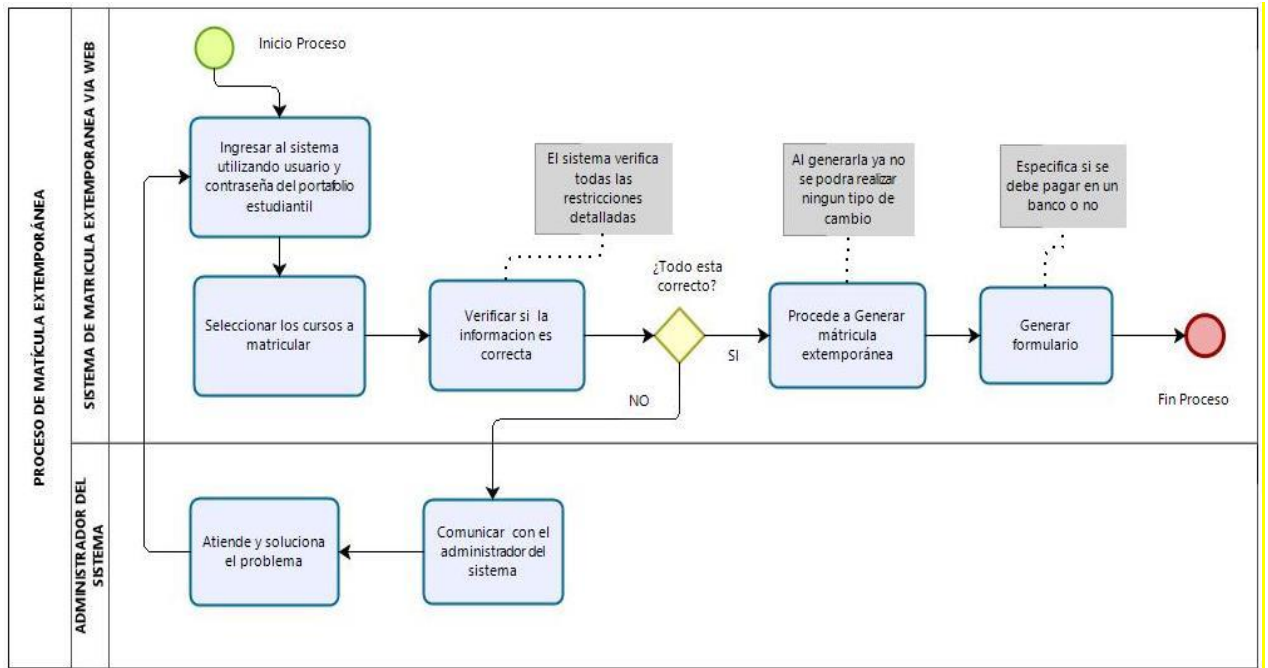 PROCESO DE MATÍCULA EXTEMPORÁNEA
SISTEMA DE MATRICULA EXTEMPORANEA VIA WEB
Inicio Proceso
Ingresar al sistema
utilizando usuario y
contraseña del portafolio
estudiantil
Seleccionar los cursos a
matricular
El sistema verifica
todas las
restricciones
detalladas
Verificar si la
informacion es
correcta
¿Todo esta
correcto?
SI
NO
Al generarla ya no
se podra realizar
ningun tipo de
cambio
Procede a Generar
mátricula
extemporánea
Especifica si se
debe pagar en un
banco o no
Generar
formulario
Fin Proceso
ADMINISTRADOR DEL
SISTEMA
Atiende y soluciona
el problema
Comunicar con el
administrador del
sistema